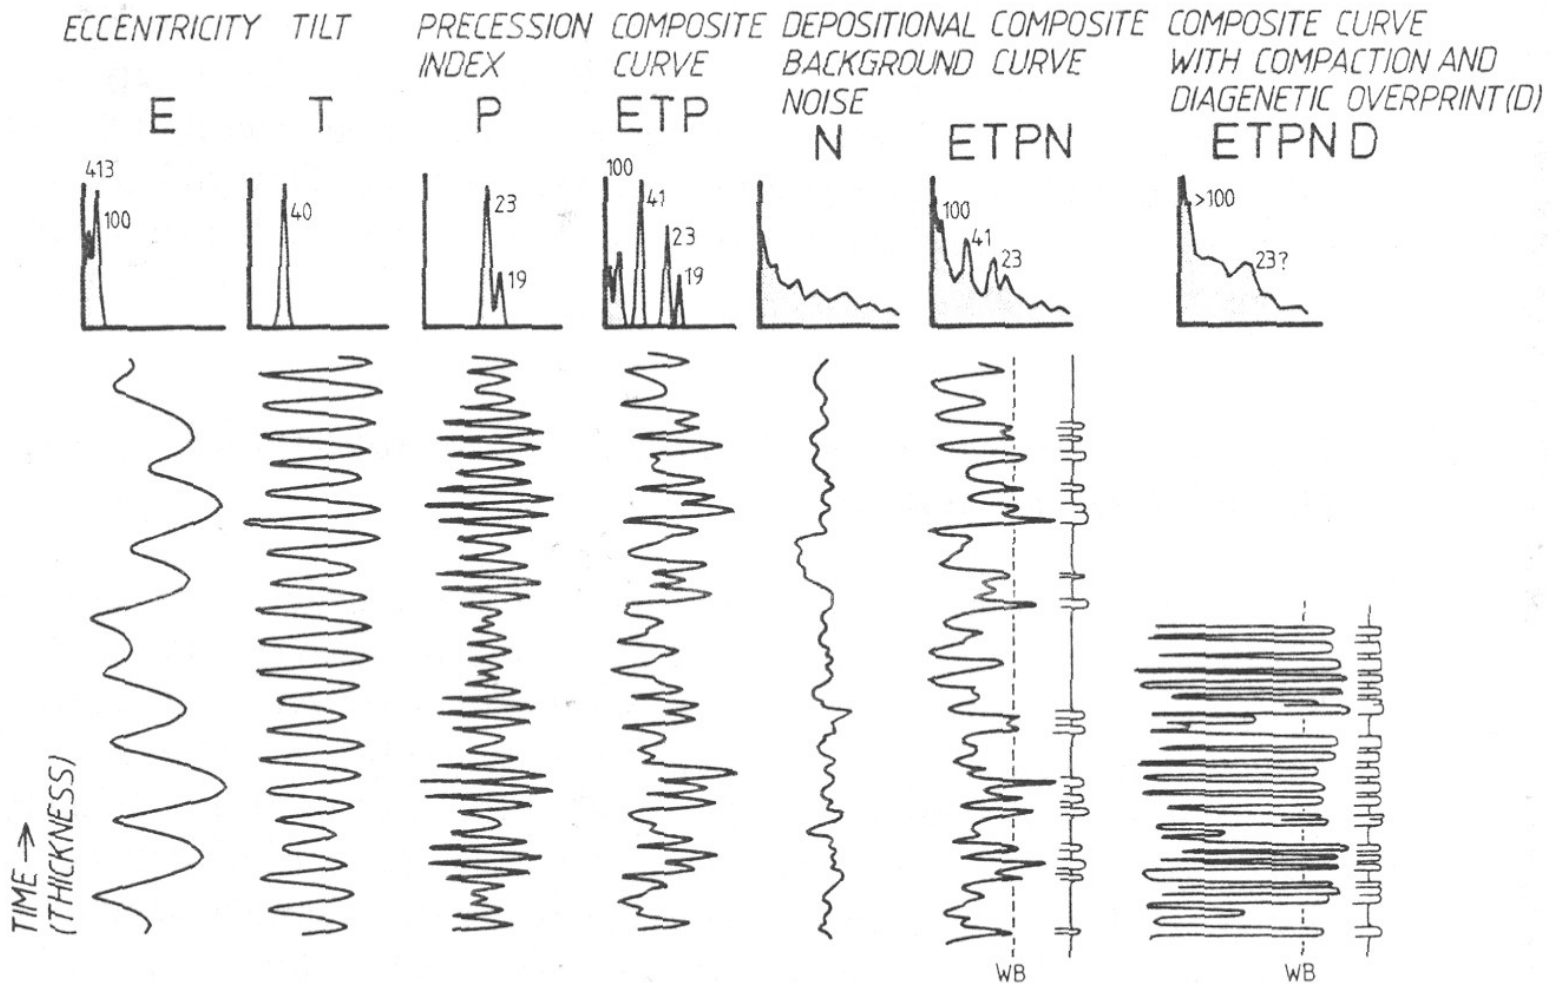 ECCENTRICITY TILT PRECESSION COMPOSITE DEPOSITIONAL COMPOSITE COMPOSITE CURVE
INDEX CURVE BACKGROUND CURVE WITH COMPACTION AND
NOISE DIAGENETIC OVERPRINT (D)
E T P ETP N ETPN ETPND
413
100
40
23
19
100
41
23
19
100
41
23
>100
23?
TIME →
(THICKNESS)
WB
WB